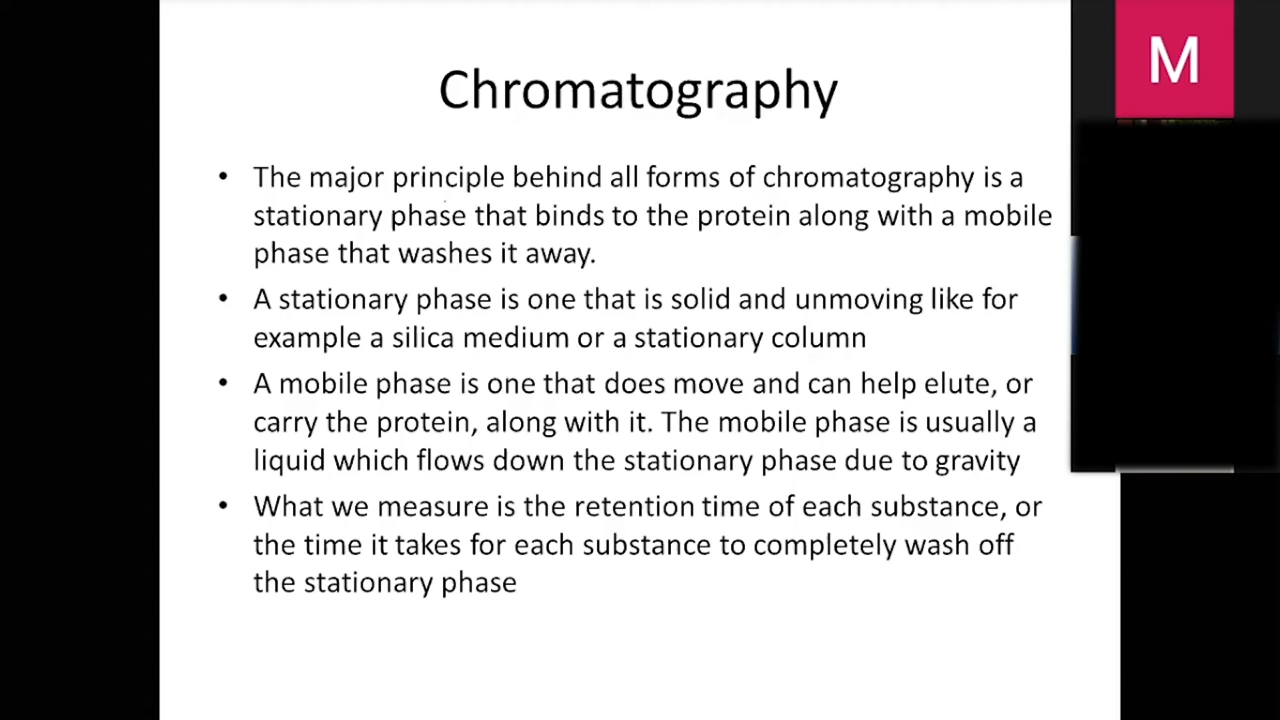 Chromatography
M
• The major principle behind all forms of chromatography is a
stationary phase that binds to the protein along with a mobile
phase that washes it away.
• A stationary phase is one that is solid and unmoving like for
example a silica medium or a stationary column
• A mobile phase is one that does move and can help elute, or
carry the protein, along with it. The mobile phase is usually a
liquid which flows down the stationary phase due to gravity
• What we measure is the retention time of each substance, or
the time it takes for each substance to completely wash off
the stationary phase